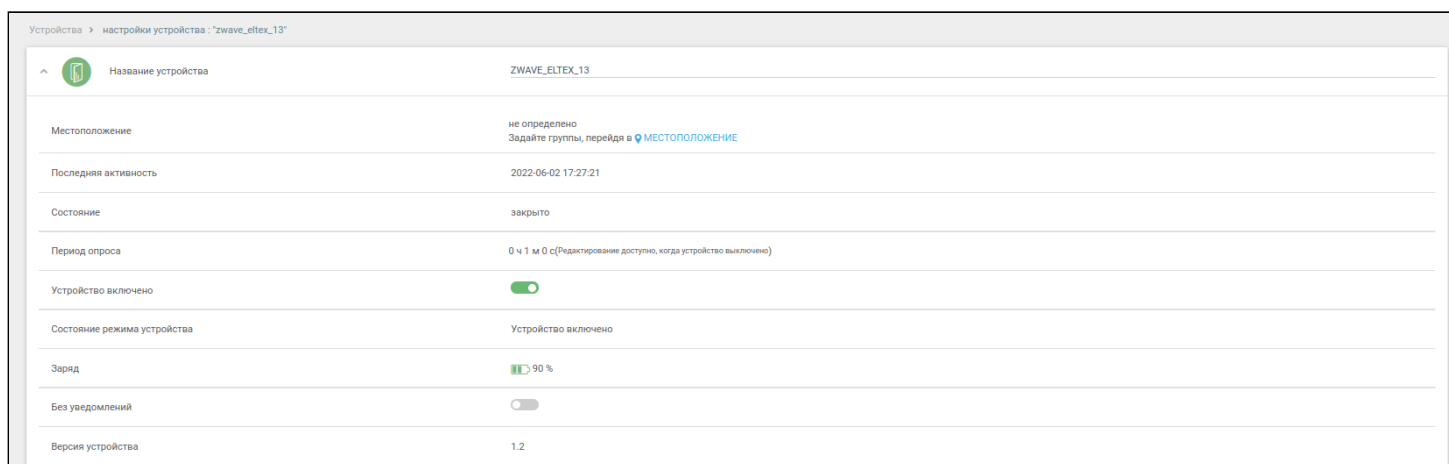 Устройства > настройки устройства : "zwave_eltex_13"
Название устройства ZWAVE_ELTEX_13
Местоположение не определено
Задайте группы, перейдя в МЕСТОПОЛОЖЕНИЕ
Последняя активность 2022-06-02 17:27:21
Состояние закрыто
Период опроса 0 ч 1 м 0 с(Редактирование доступно, когда устройство выключено)
Устройство включено
Состояние режима устройства Устройство включено
Заряд 90 %
Без уведомлений
Версия устройства 1.2